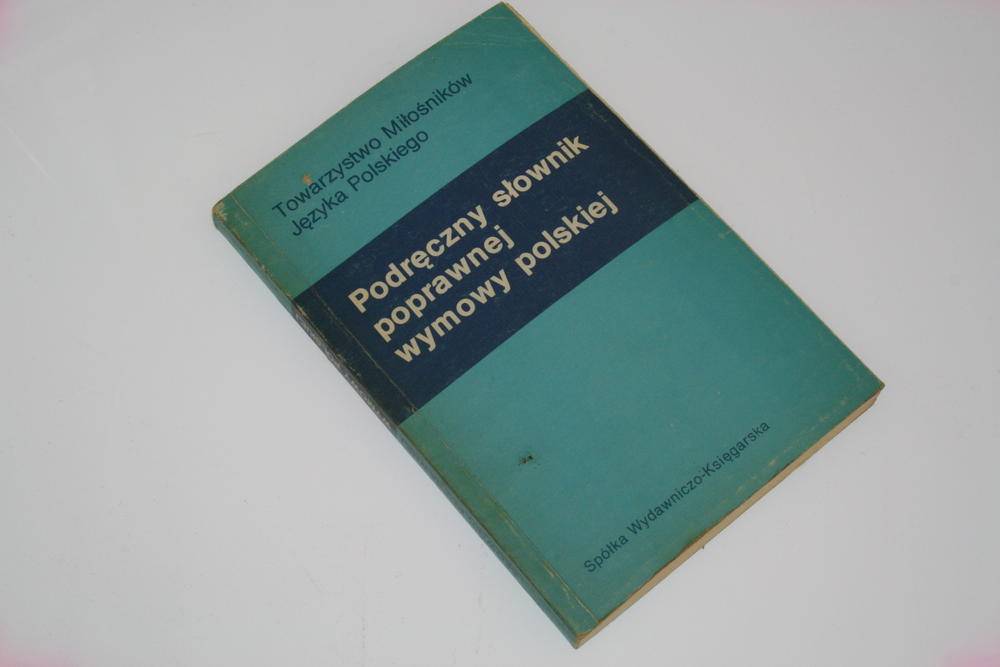 Towarzystwo Miłośników
Języka Polskiego
Podręczny słownik
poprawnej
wymowy polskiej
Spółka Wydawniczo-Księgarska